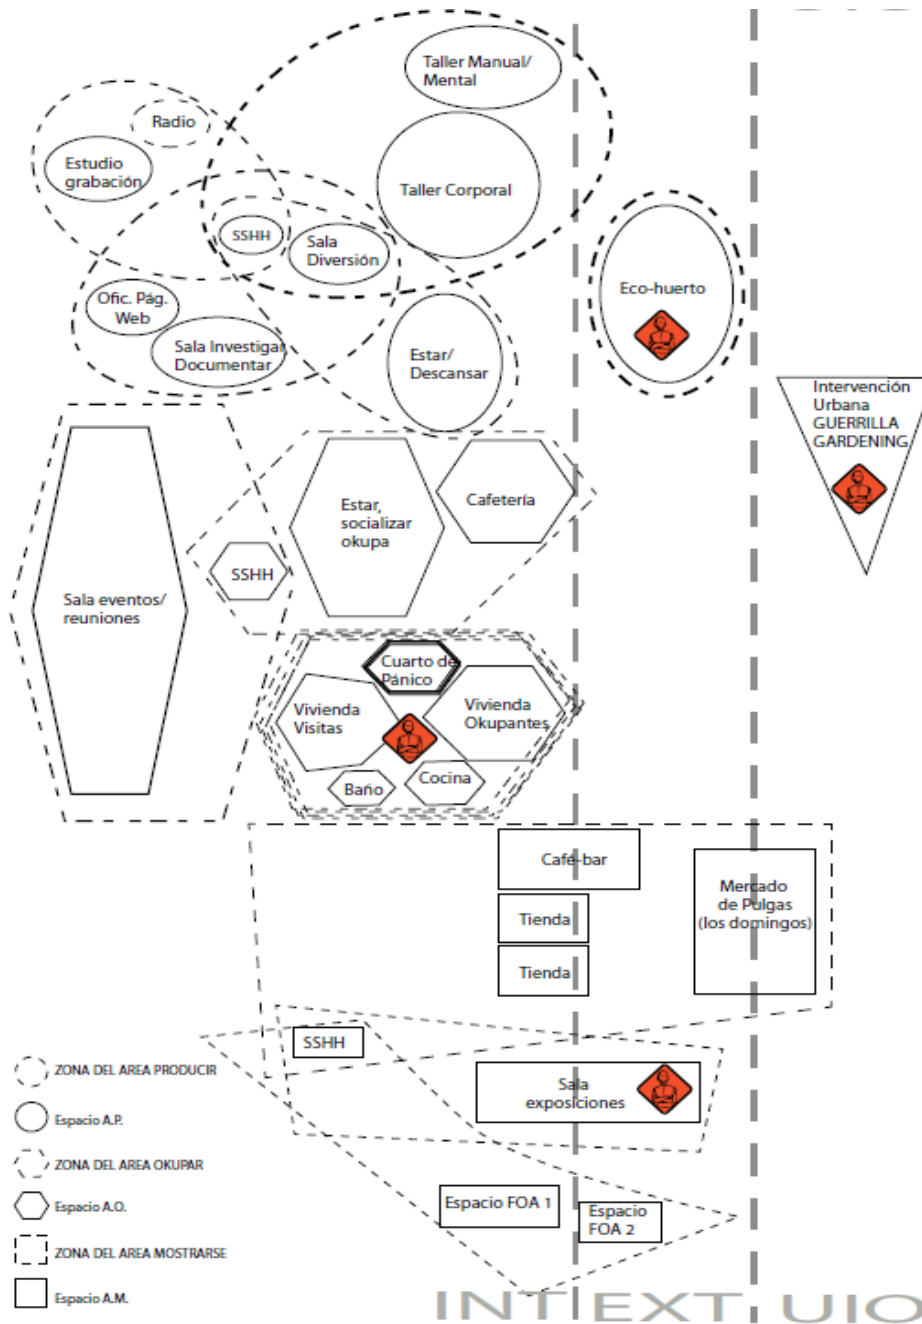 Taller Manual/
Mental
Radio
Estudio
grabación
Taller Corporal
SSHH
Sala
Diversión
Eco-huerto
Ofic. Pág.
Web
Sala Investigar
Documentar
Estar/
Descansar
Intervención
Urbana
GUERRILLA
GARDENING
Estar,
socializar
okupa
Cafetería
SSHH
Sala eventos/
reuniones
Cuarto de
Pánico
Vivienda
Visitas
Vivienda
Okupantes
Baño
Cocina
Café-bar
Mercado
de Pulgas
(los domingos)
Tienda
Tienda
SSHH
Sala
exposiciones
Espacio FOA 1
Espacio
FOA 2
ZONA DEL AREA PRODUCIR
Espacio A.P.
ZONA DEL AREA OKUPAR
Espacio A.O.
ZONA DEL AREA MOSTRARSE
Espacio A.M.
INT EXT UIO